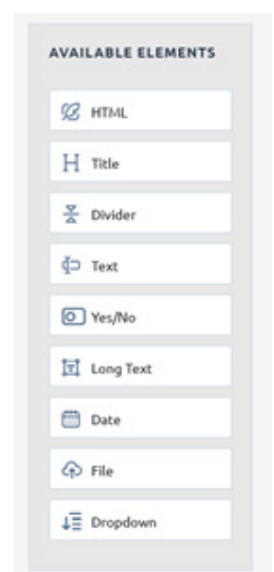 AVAILABLE ELEMENTS
HTML
Title
Divider
Text
Yes/No
Long Text
Date
File
Dropdown